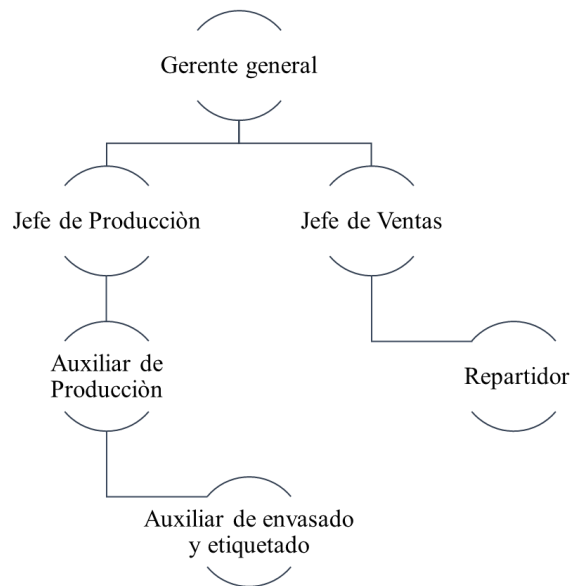 Gerente general
Jefe de Producciòn
Jefe de Ventas
Auxiliar de
Producciòn
Repartidor
Auxiliar de envasado
y etiquetado